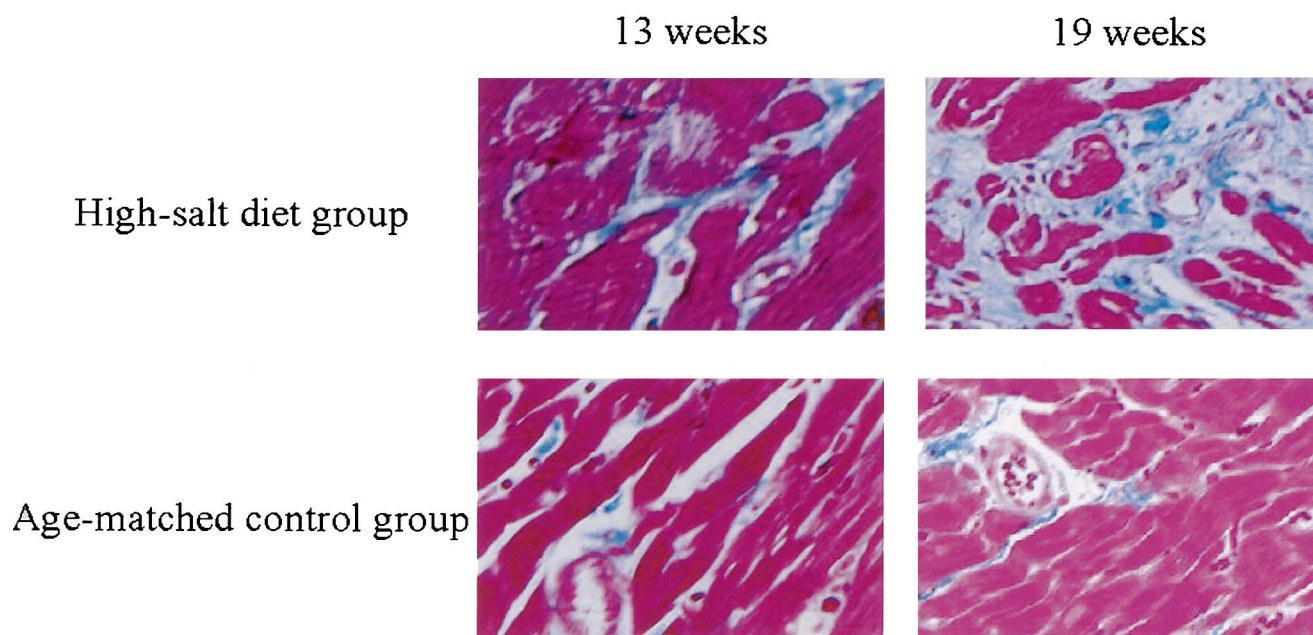 13 weeks
19 weeks
High-salt diet group
Age-matched control group